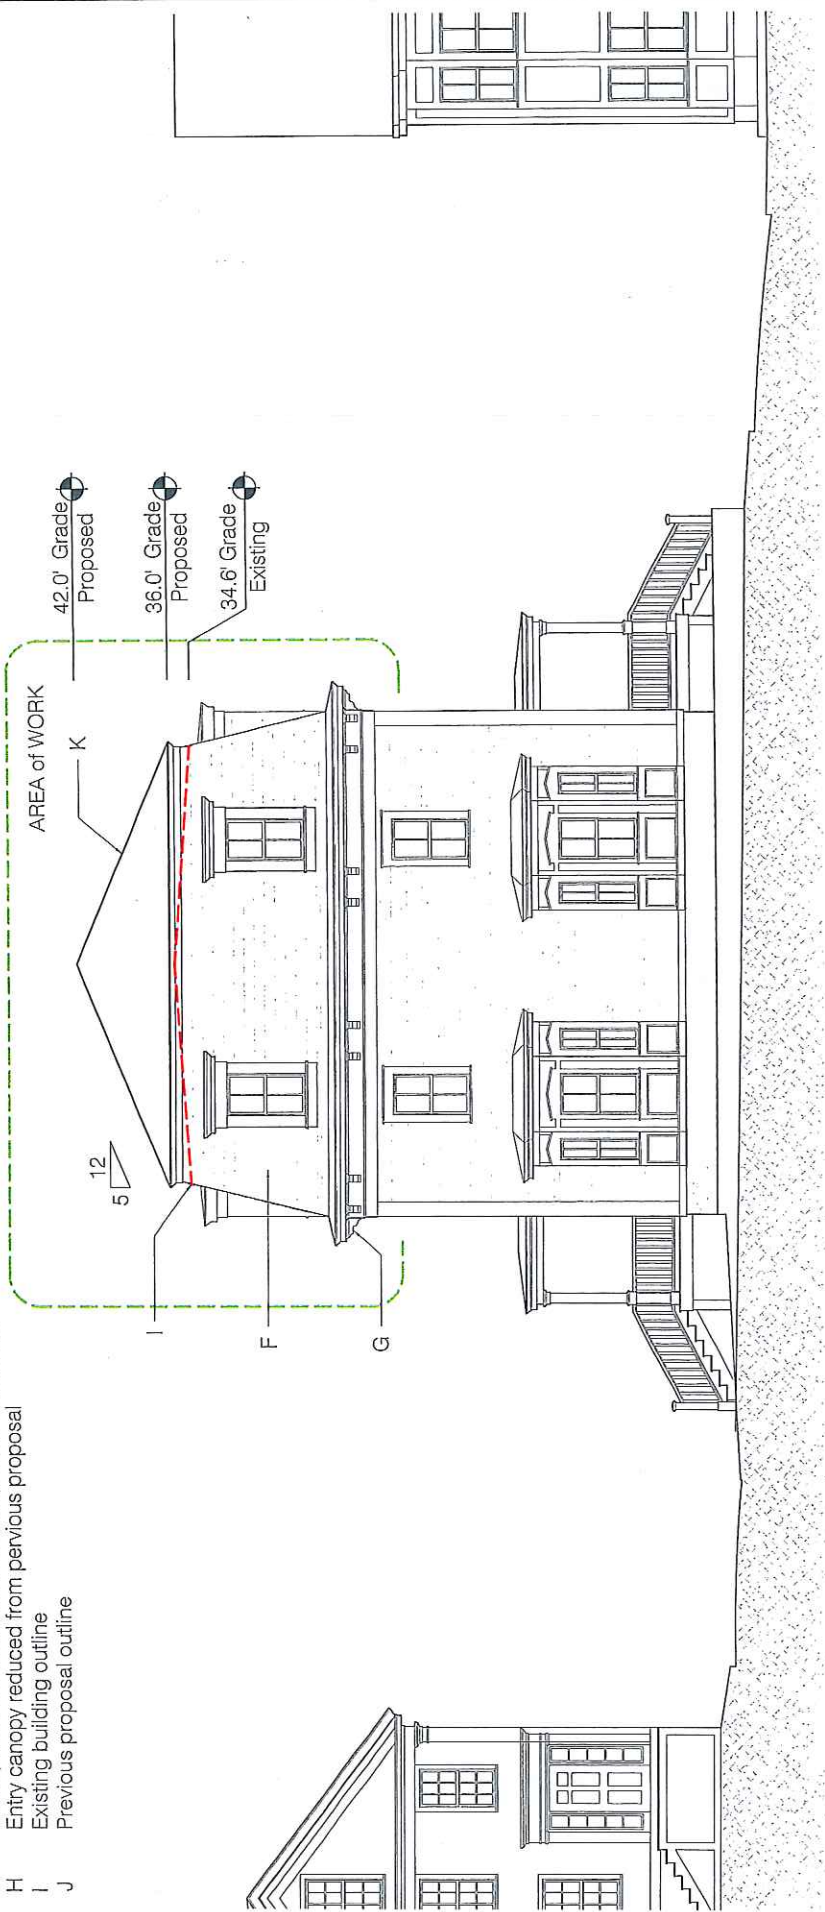 H Entry canopy reduced from pervious proposal
I Existing building outline
J Previous proposal outline
AREA of WORK
K
42.0' Grade
Proposed
36.0' Grade
Proposed
34.6' Grade
Existing
12
5
I
F
G